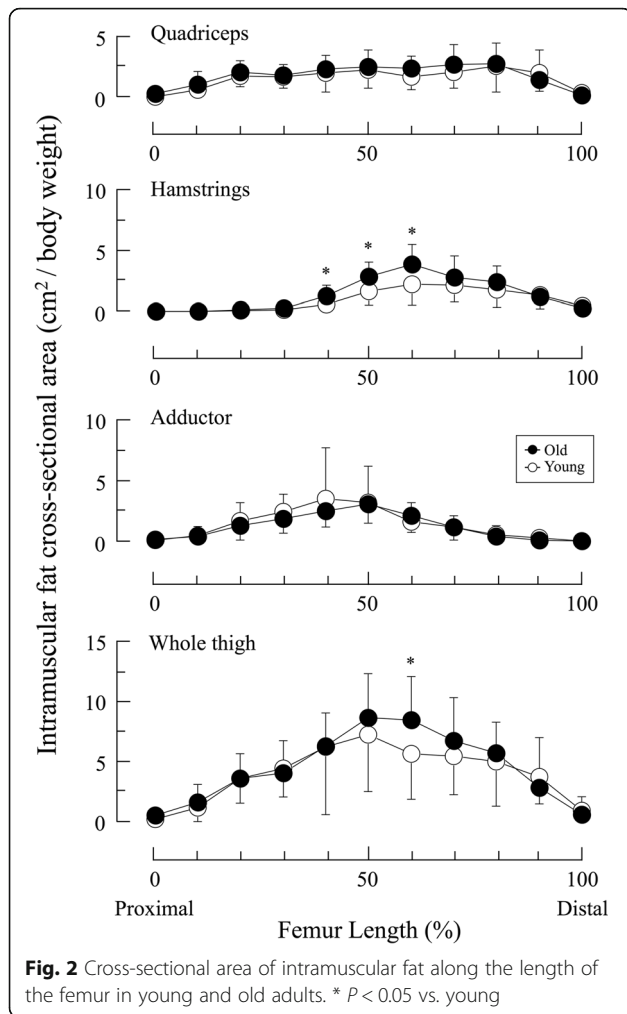 Intramuscular fat cross-sectional area (cm² / body weight)
Quadriceps
5
0
0 50 100
Hamstrings
10
* * *
5
0
0 50 100
Adductor
10
Old
Young
5
0
0 50 100
Whole thigh
15
*
10
5
0
0 50 100
Proximal Distal
Femur Length (%)
Fig. 2 Cross-sectional area of intramuscular fat along the length of
the femur in young and old adults. * P < 0.05 vs. young